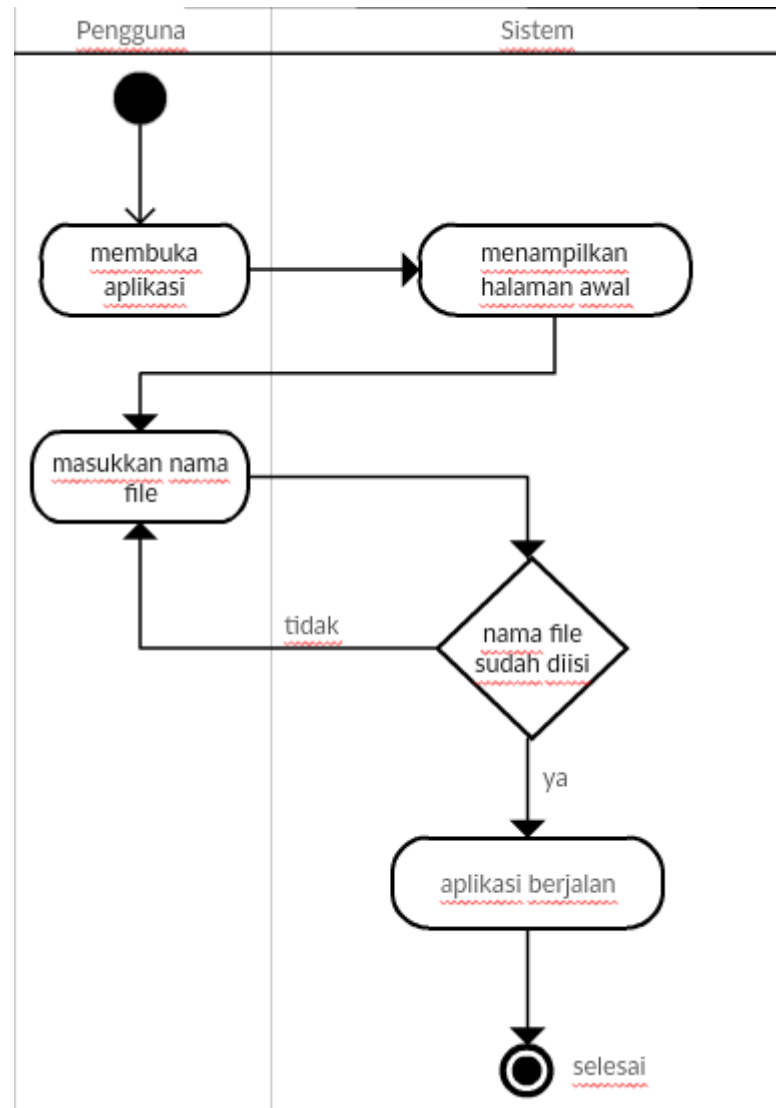 Pengguna
Sistem
membuka
aplikasi
menampilkan
halaman awal
masukkan nama
file
nama file
sudah diisi
tidak
ya
aplikasi berjalan
selesai